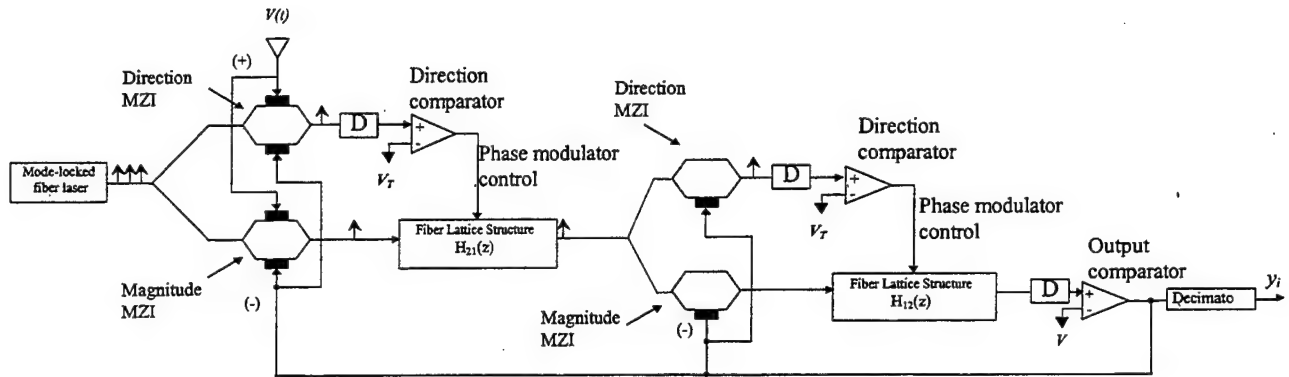 V(t)
(+)
Direction
MZI
Direction
comparator
D
+
-
V_T
Phase modulator
control
Mode-locked
fiber laser
Fiber Lattice Structure
H₂₁(z)
Magnitude
MZI
(-)
Direction
MZI
Direction
comparator
D
+
-
V_T
Phase modulator
control
Magnitude
MZI
(-)
Fiber Lattice Structure
H₁₂(z)
Output
comparator
D
+
-
V
Decimato
y_i